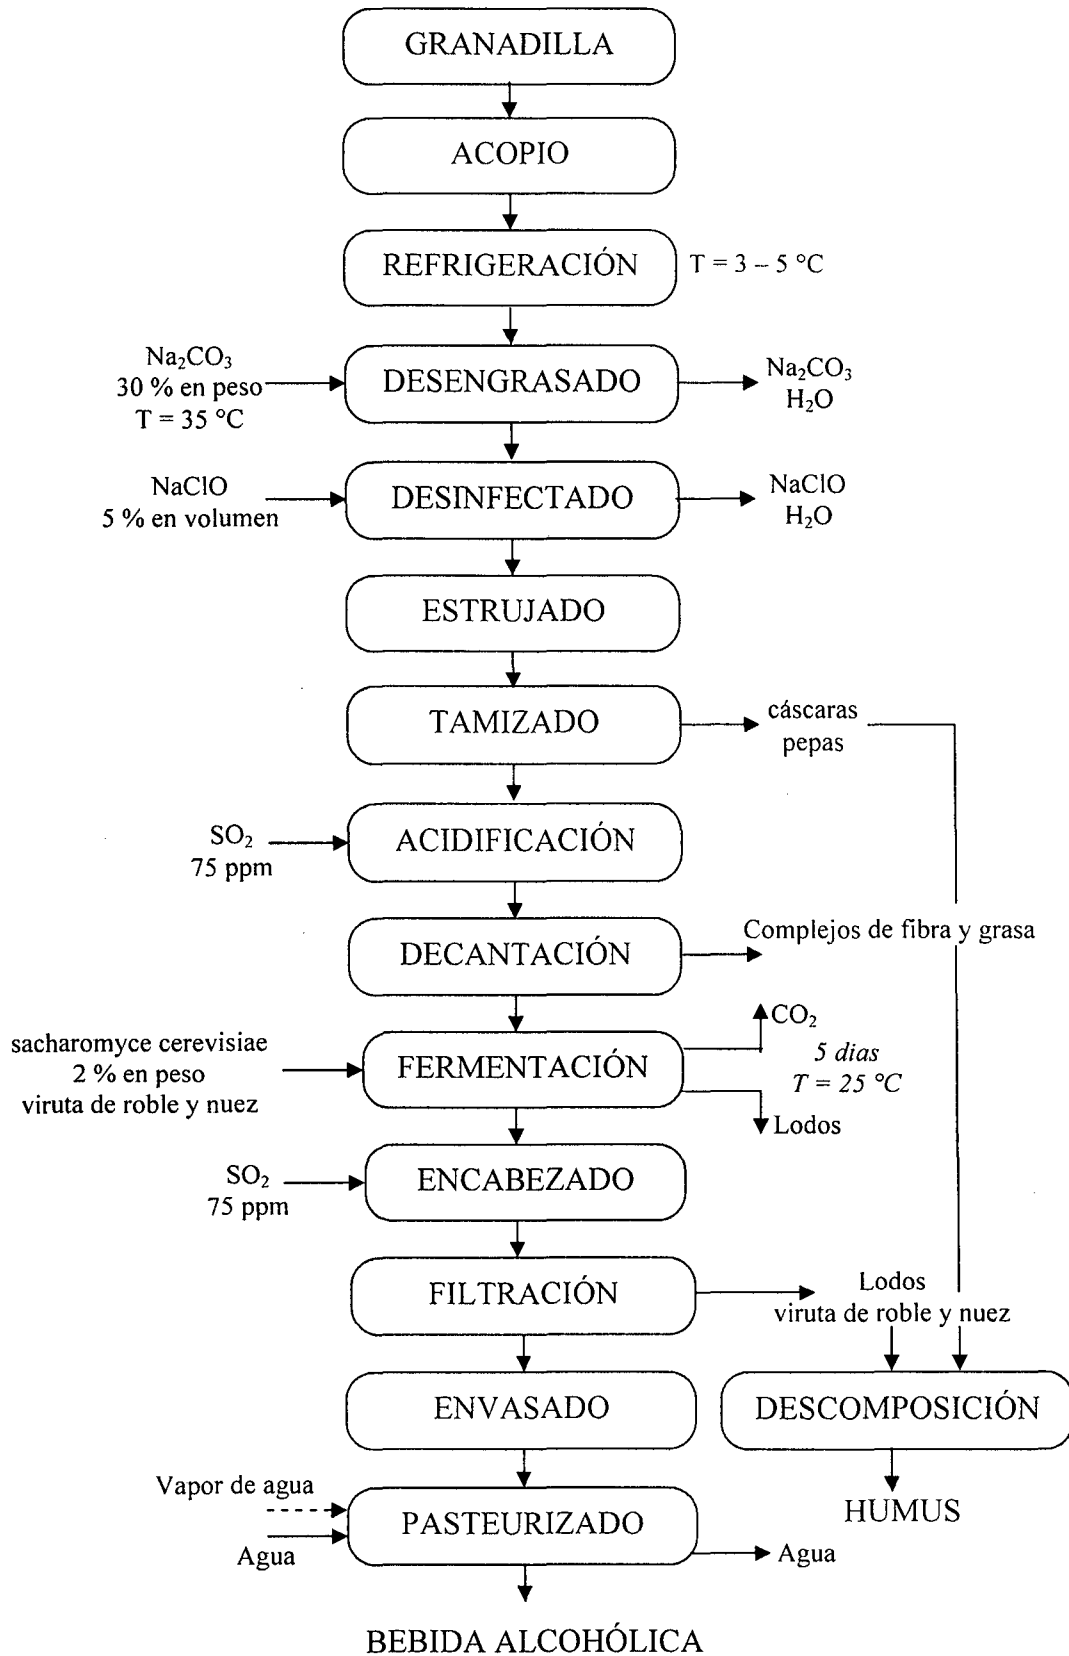 GRANADILLA
ACOPIO
REFRIGERACIÓN
T = 3 – 5 °C
Na₂CO₃
30 % en peso
T = 35 °C
DESENGRASADO
Na₂CO₃
H₂O
NaClO
5 % en volumen
DESINFECTADO
NaClO
H₂O
ESTRUJADO
TAMIZADO
cáscaras
pepas
SO₂
75 ppm
ACIDIFICACIÓN
DECANTACIÓN
Complejos de fibra y grasa
sacharomyce cerevisiae
2 % en peso
viruta de roble y nuez
FERMENTACIÓN
CO₂
5 dias
T = 25 °C
Lodos
SO₂
75 ppm
ENCABEZADO
FILTRACIÓN
Lodos
viruta de roble y nuez
ENVASADO
DESCOMPOSICIÓN
HUMUS
Vapor de agua
Agua
PASTEURIZADO
Agua
BEBIDA ALCOHÓLICA